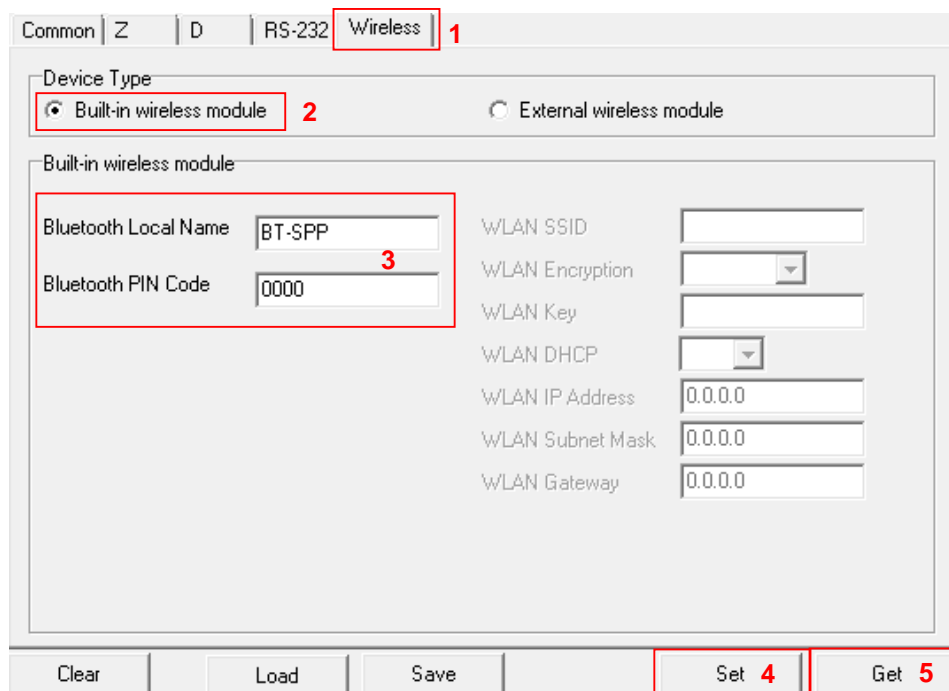 Common Z D RS-232 Wireless 1
Device Type
Built-in wireless module 2 External wireless module
Built-in wireless module
Bluetooth Local Name BT-SPP
3
Bluetooth PIN Code 0000
WLAN SSID
WLAN Encryption
WLAN Key
WLAN DHCP
WLAN IP Address 0.0.0.0
WLAN Subnet Mask 0.0.0.0
WLAN Gateway 0.0.0.0
Clear Load Save Set 4 Get 5